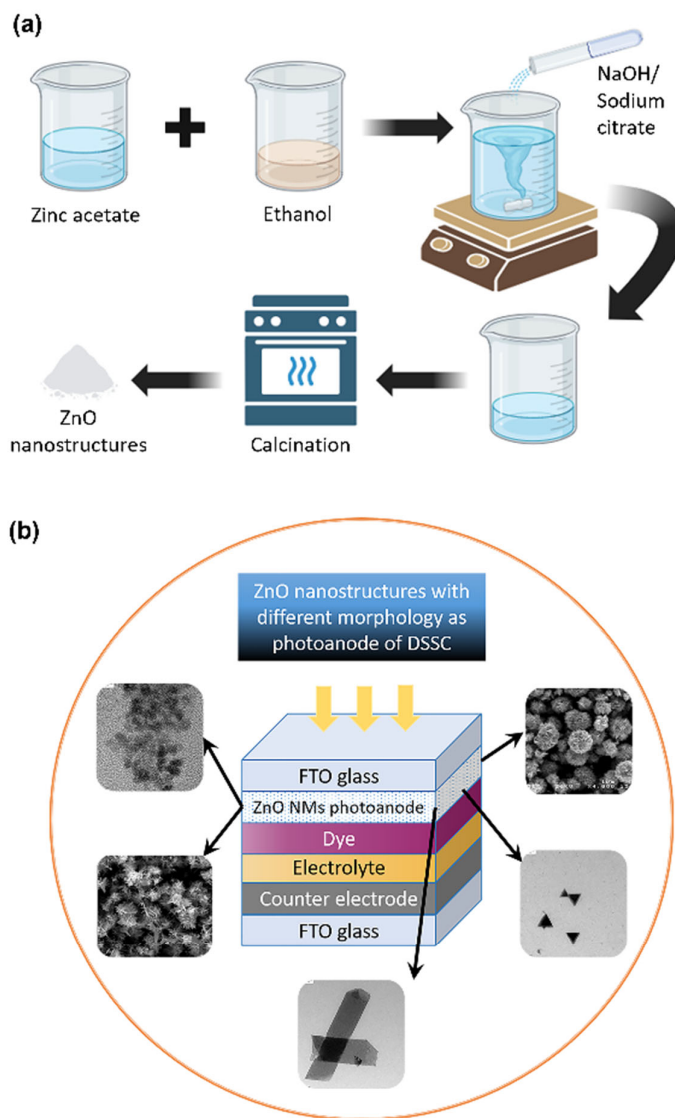 (a)
NaOH/
Sodium
citrate
Zinc acetate
Ethanol
ZnO
nanostructures
Calcination
(b)
ZnO nanostructures with
different morphology as
photoanode of DSSC
FTO glass
ZnO NMs photoanode
Dye
Electrolyte
Counter electrode
FTO glass